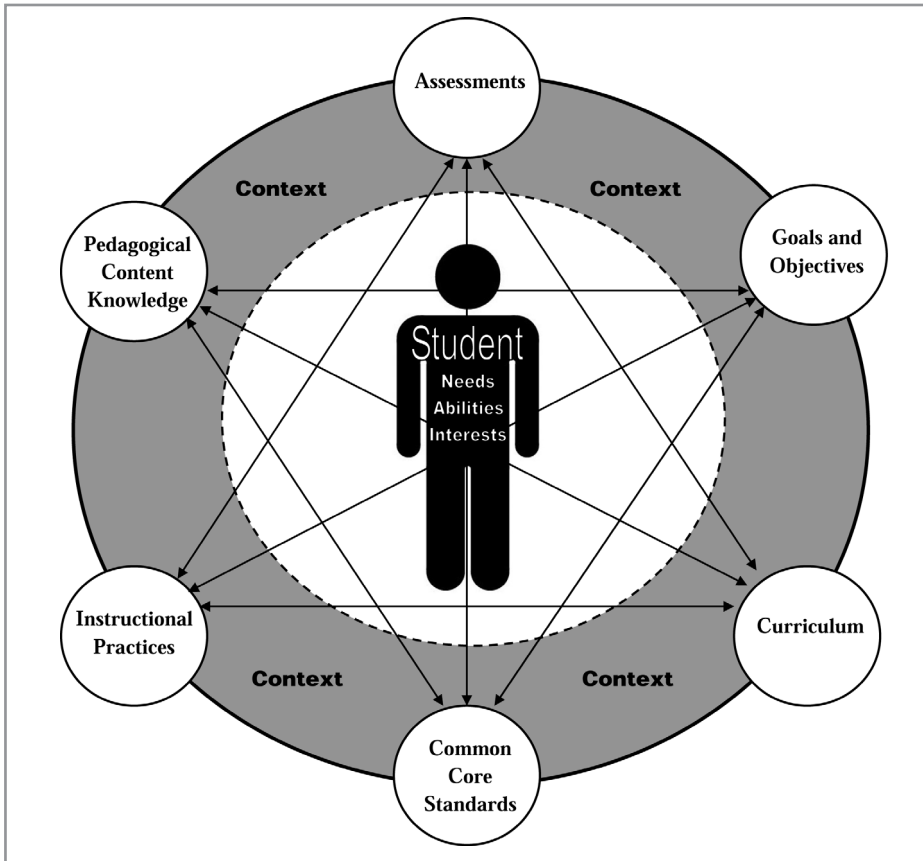 Assessments
Context
Context
Pedagogical
Content
Knowledge
Goals and
Objectives
Student
Needs
Abilities
Interests
Instructional
Practices
Curriculum
Context
Context
Common
Core
Standards